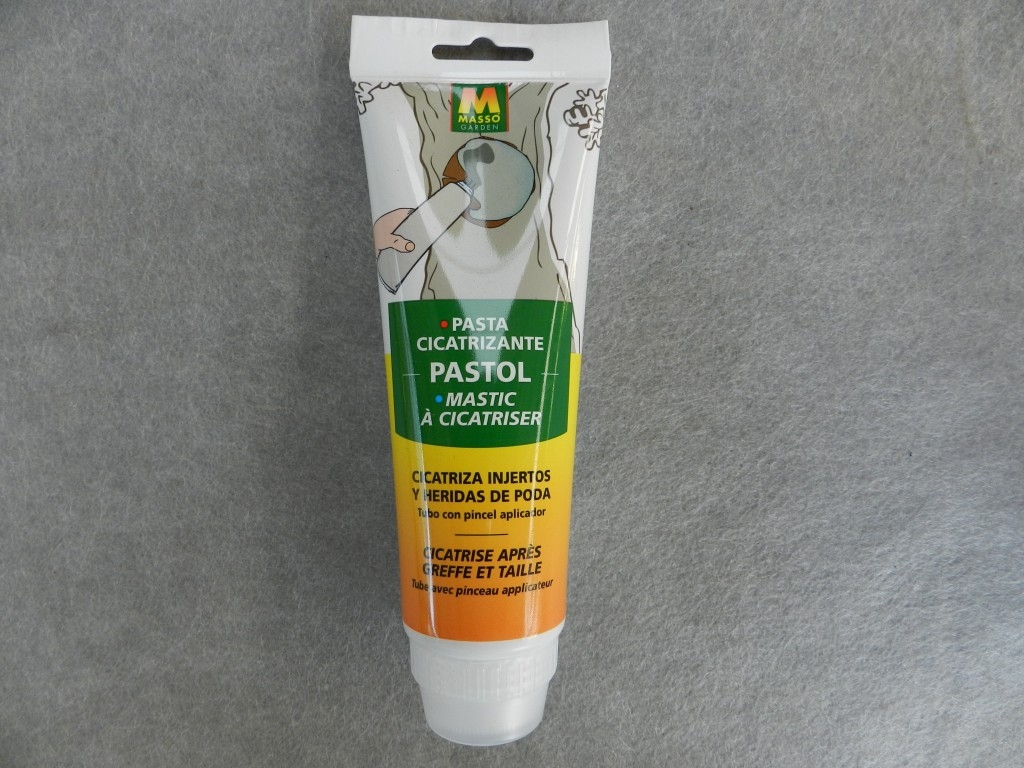 M
MASSÓ
GARDEN
PASTA
CICATRIZANTE
PASTOL
MASTIC
À CICATRISER
CICATRIZA INJERTOS
Y HERIDAS DE PODA
Tubo con pincel aplicador
CICATRISE APRÈS
GREFFE ET TAILLE
Tube avec pinceau applicateur